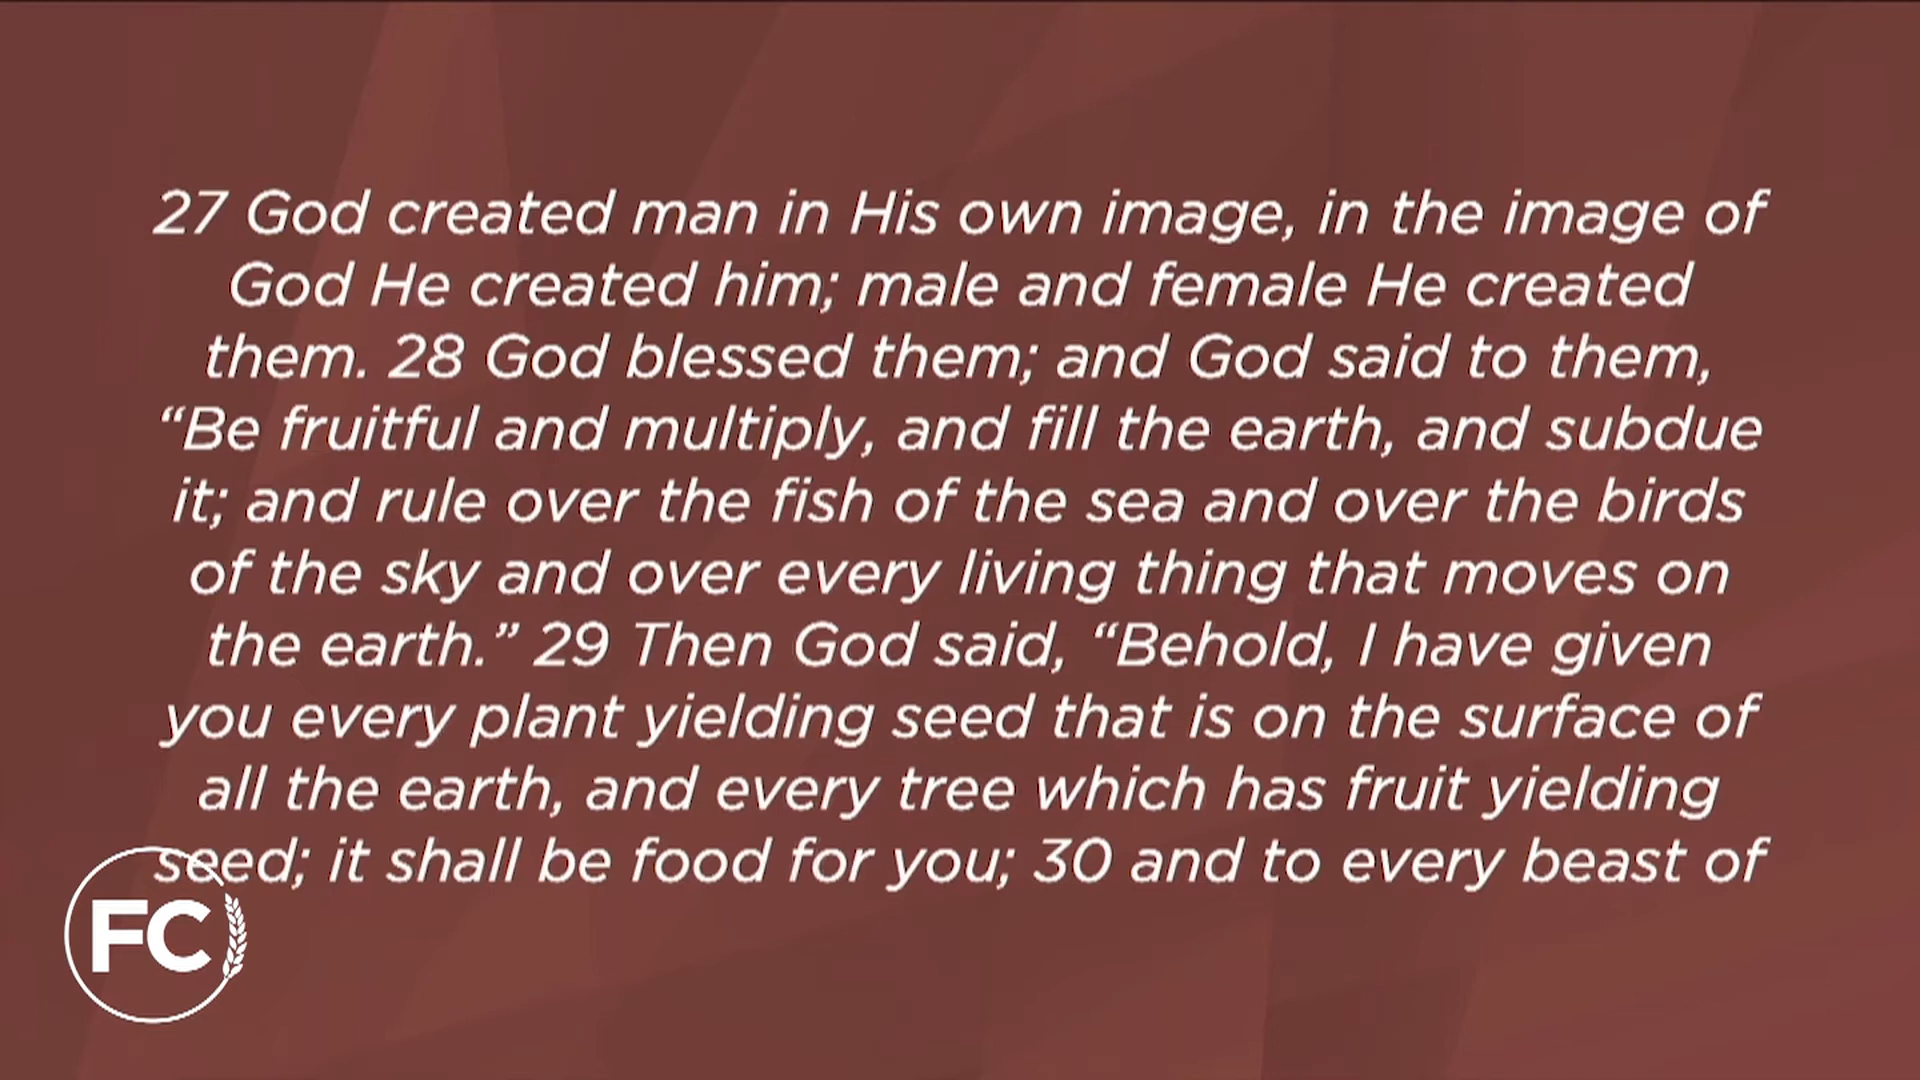 27 God created man in His own image, in the image of
God He created him; male and female He created
them. 28 God blessed them; and God said to them,
“Be fruitful and multiply, and fill the earth, and subdue
it; and rule over the fish of the sea and over the birds
of the sky and over every living thing that moves on
the earth.” 29 Then God said, “Behold, I have given
you every plant yielding seed that is on the surface of
all the earth, and every tree which has fruit yielding
seed; it shall be food for you; 30 and to every beast of
FC